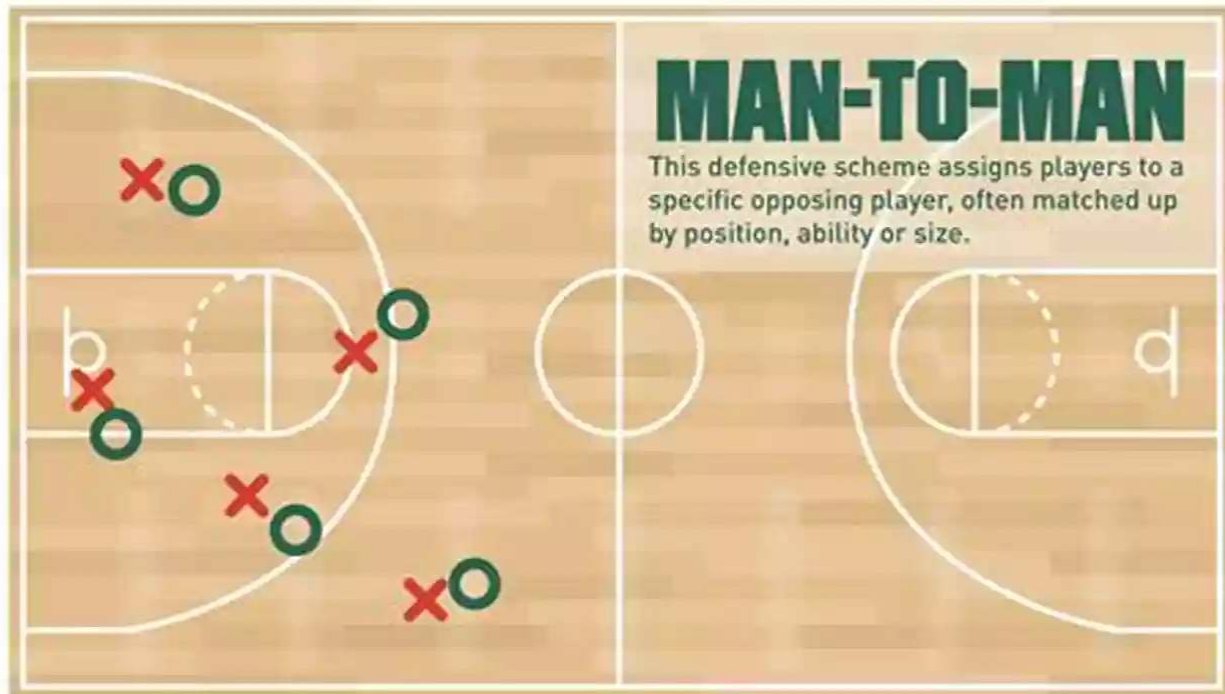 MAN-TO-MAN
This defensive scheme assigns players to a
specific opposing player, often matched up
by position, ability or size.